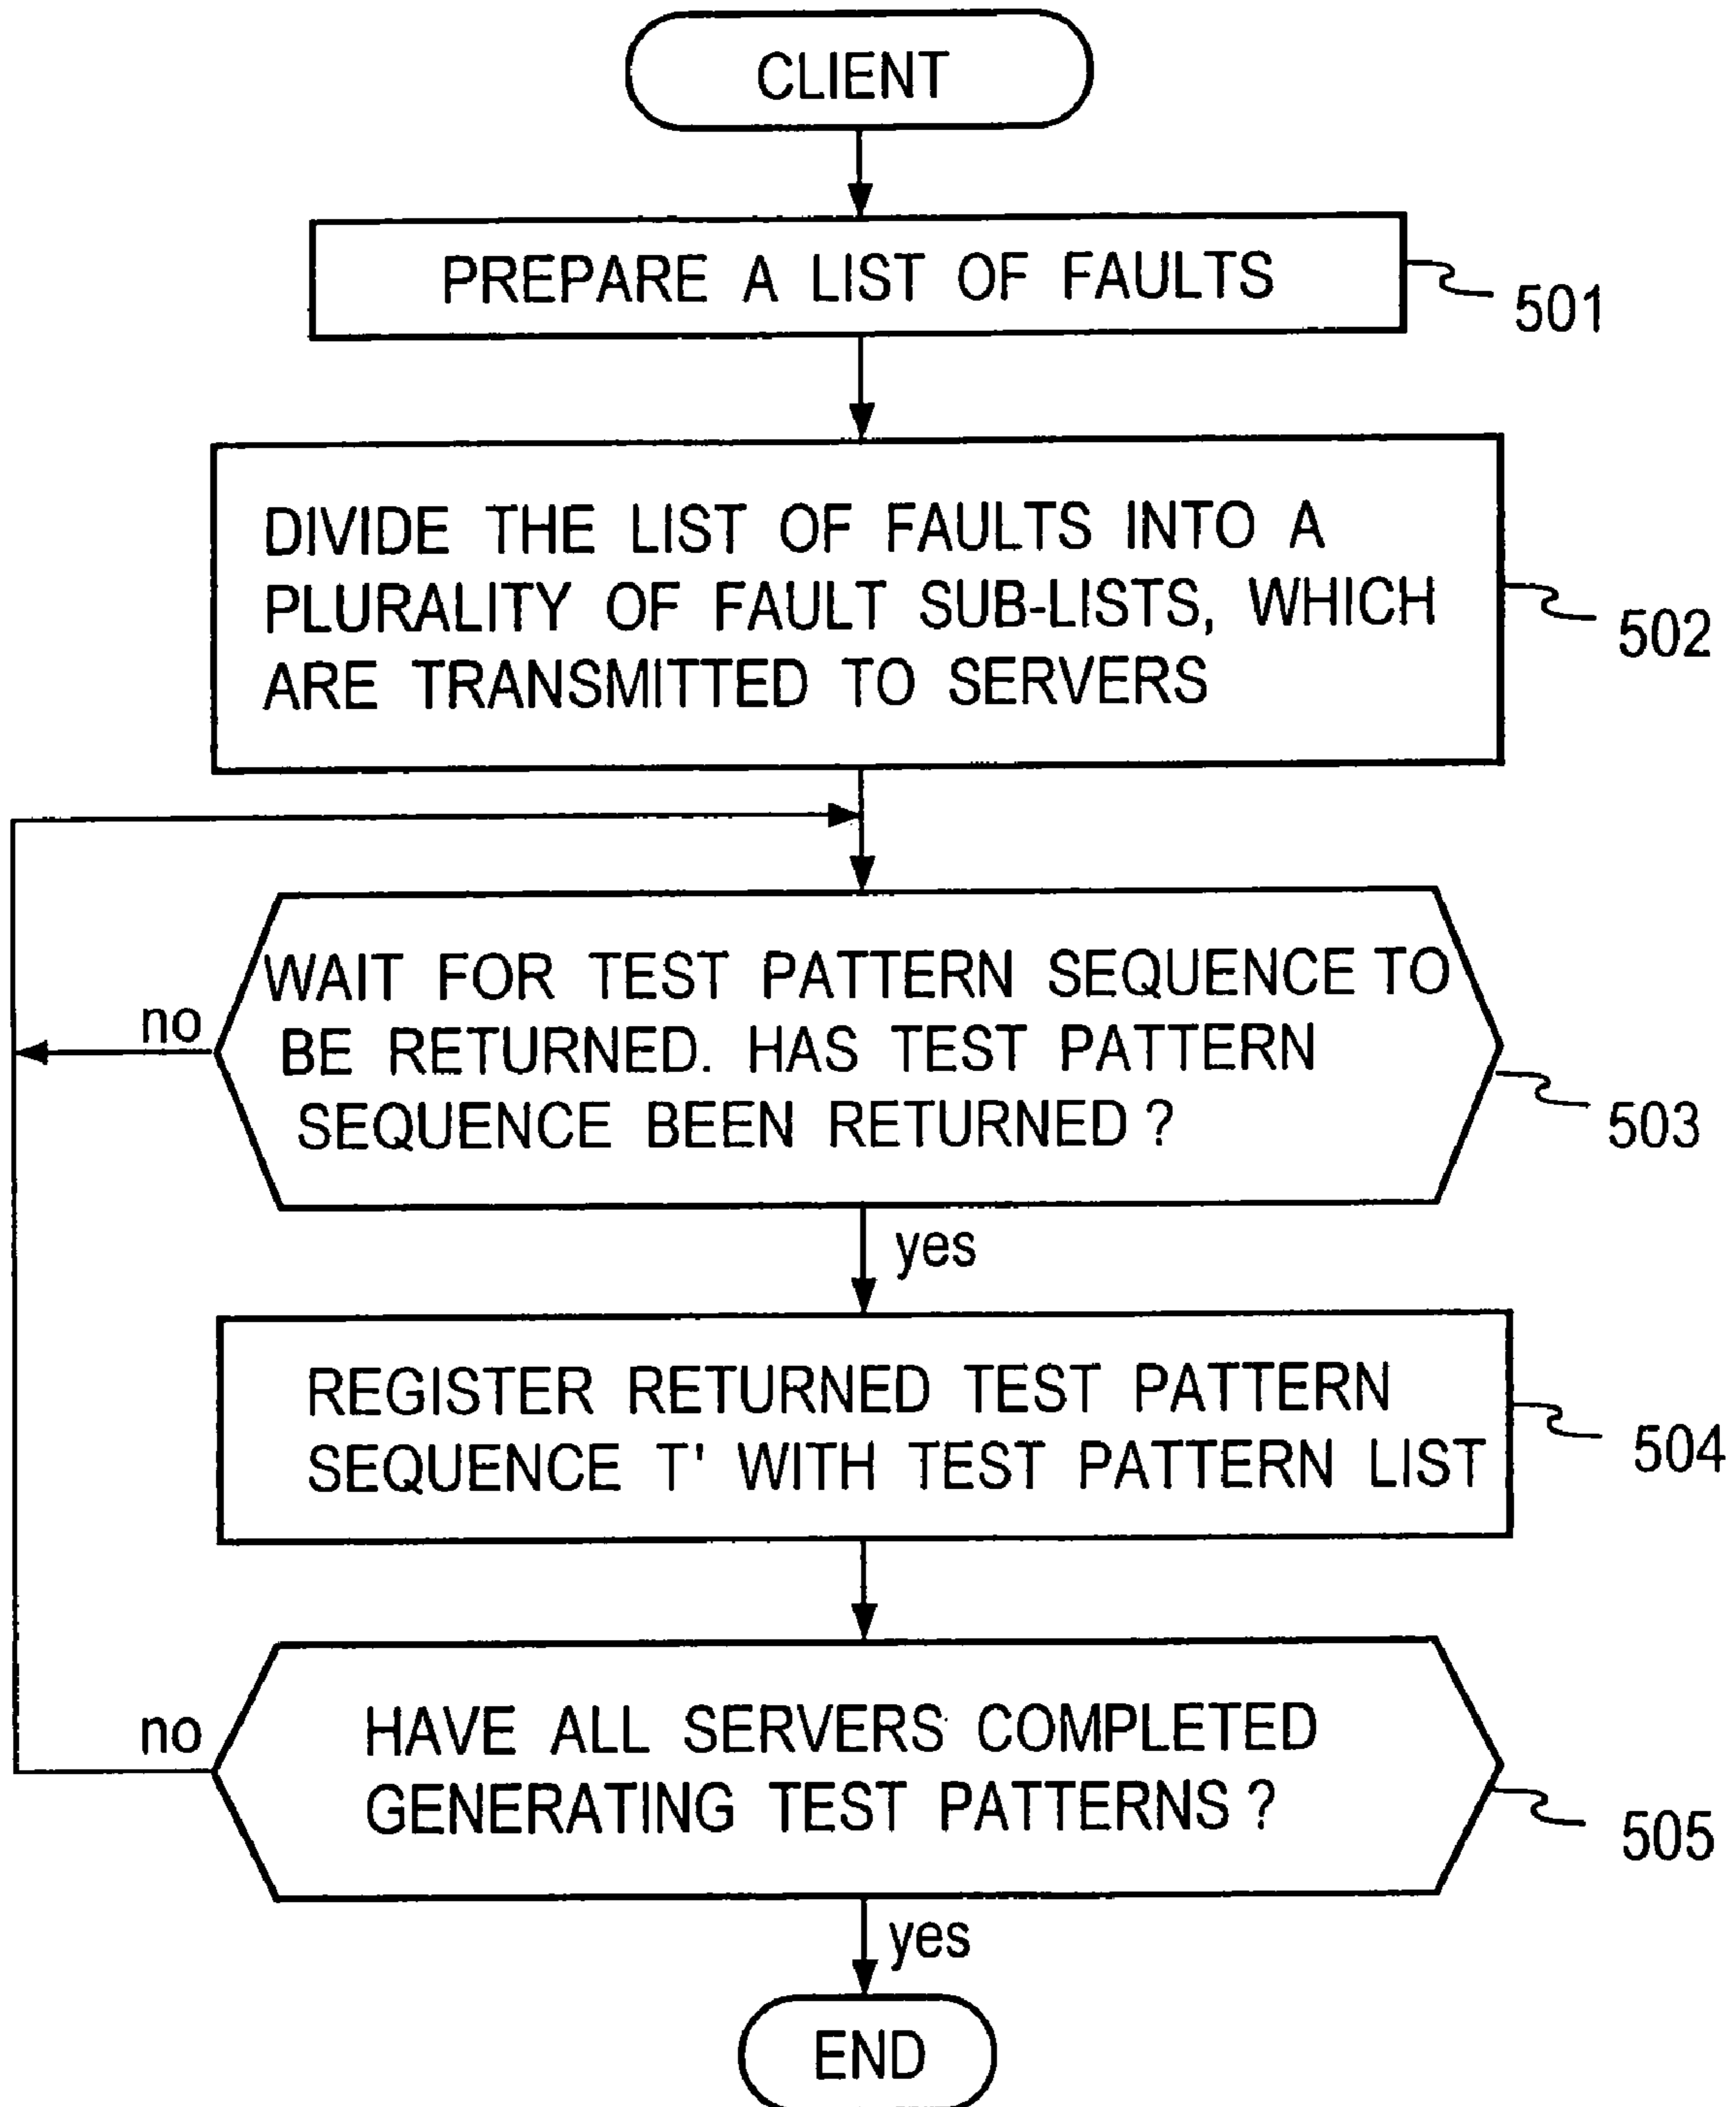 CLIENT
PREPARE A LIST OF FAULTS
501
DIVIDE THE LIST OF FAULTS INTO A
PLURALITY OF FAULT SUB-LISTS, WHICH
ARE TRANSMITTED TO SERVERS
502
WAIT FOR TEST PATTERN SEQUENCE TO
BE RETURNED. HAS TEST PATTERN
SEQUENCE BEEN RETURNED ?
no
503
yes
REGISTER RETURNED TEST PATTERN
SEQUENCE T' WITH TEST PATTERN LIST
504
HAVE ALL SERVERS COMPLETED
GENERATING TEST PATTERNS ?
no
505
yes
END